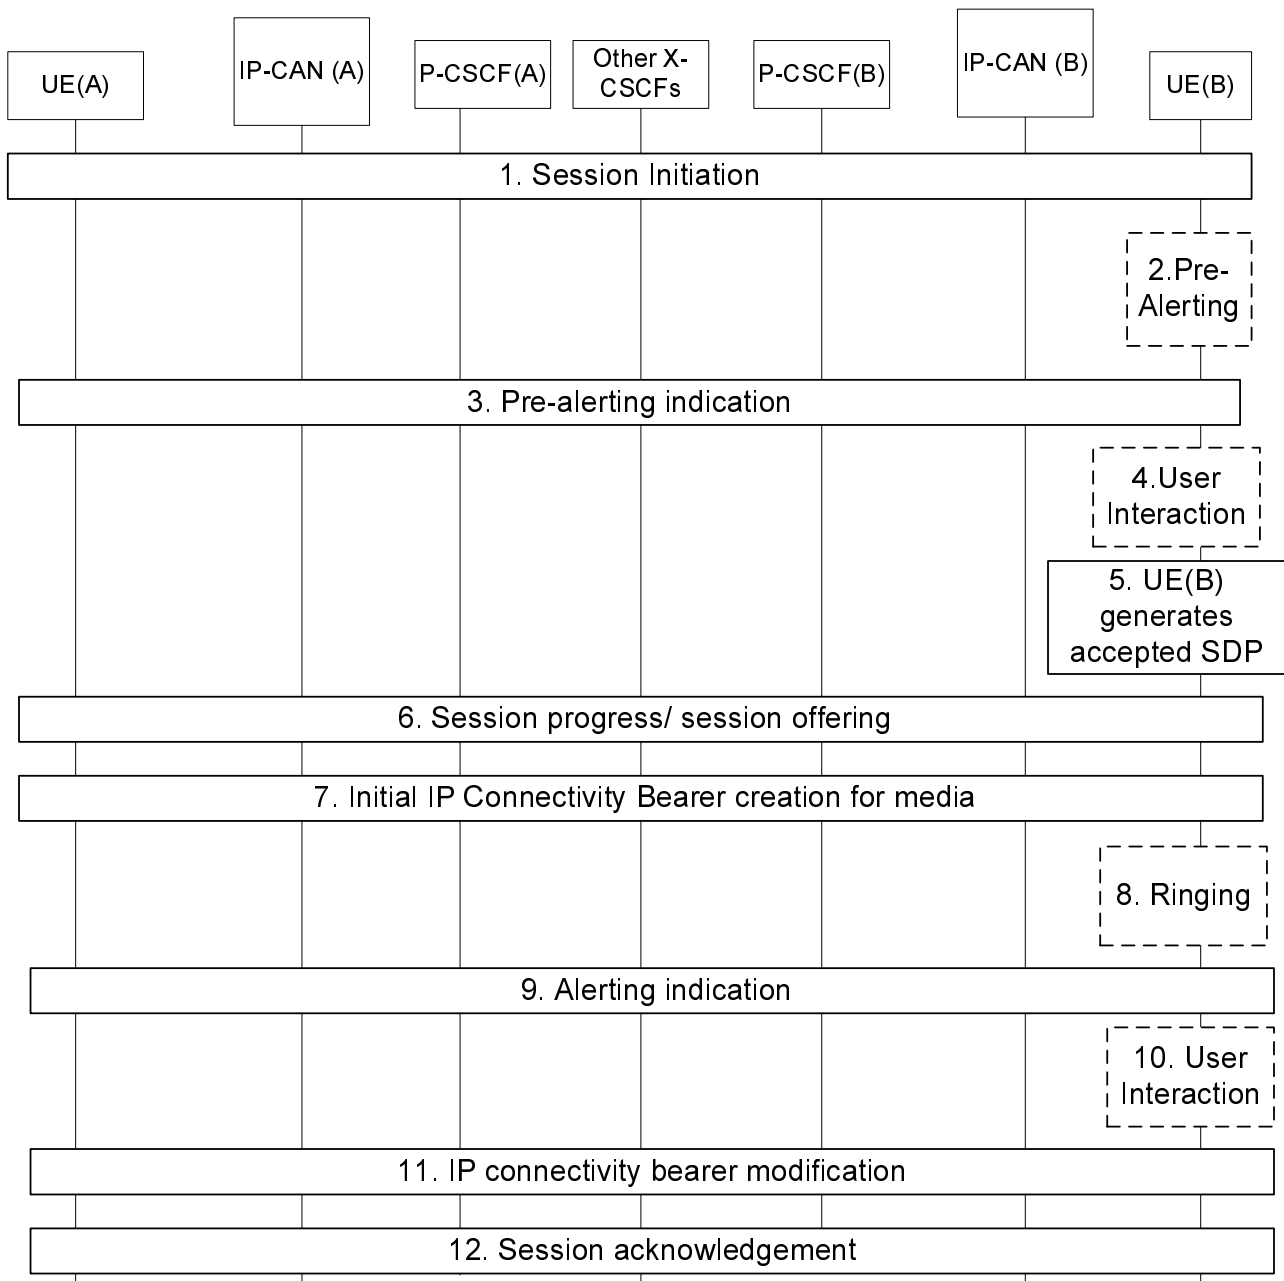 UE(A)
IP-CAN (A)
P-CSCF(A)
Other X-
CSCFs
P-CSCF(B)
IP-CAN (B)
UE(B)
1. Session Initiation
2.Pre-
Alerting
3. Pre-alerting indication
4.User
Interaction
5. UE(B)
generates
accepted SDP
6. Session progress/ session offering
7. Initial IP Connectivity Bearer creation for media
8. Ringing
9. Alerting indication
10. User
Interaction
11. IP connectivity bearer modification
12. Session acknowledgement